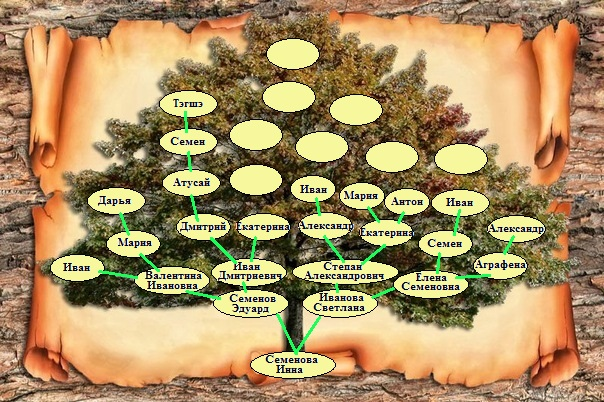 Тэгшэ
Семен
Атусай
Иван
Дарья
Мария
Антон
Иван
Дмитрий
Екатерина
Александр
Екатерина
Александр
Мария
Семен
Иван
Валентина
Ивановна
Иван
Дмитриевич
Степан
Александрович
Елена
Семеновна
Аграфена
Семенов
Эдуард
Иванова
Светлана
Семенова
Инна